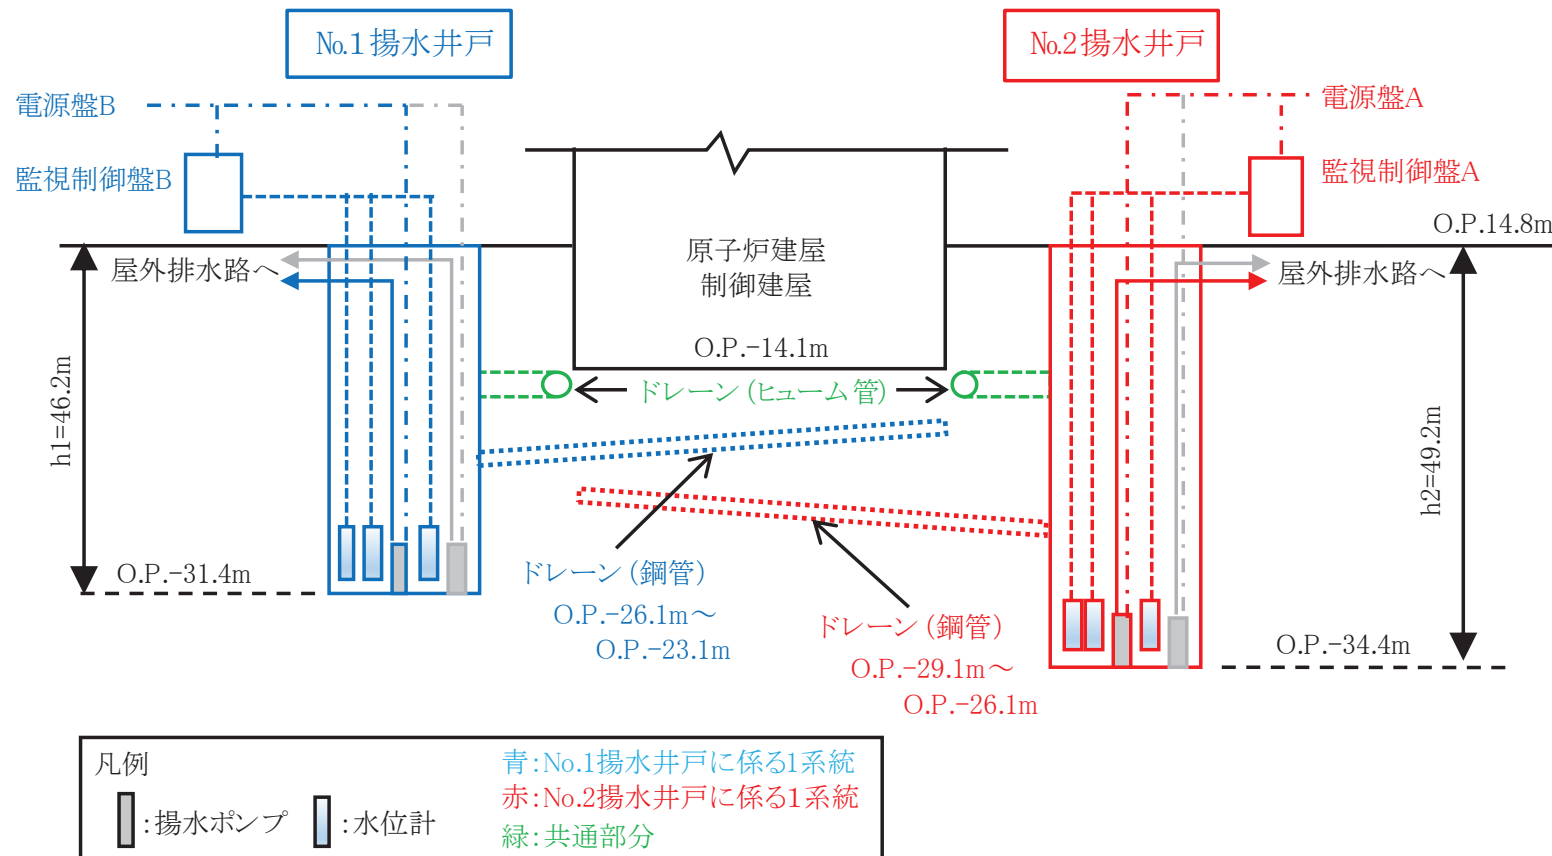 No.1揚水井戸
No.2揚水井戸
電源盤B
電源盤A
監視制御盤B
監視制御盤A
O.P.14.8m
屋外排水路へ
原子炉建屋
制御建屋
屋外排水路へ
O.P.-14.1m
ドレーン(ヒューム管)
h1=46.2m
h2=49.2m
O.P.-31.4m
ドレーン(鋼管)
O.P.-26.1m～
O.P.-23.1m
ドレーン(鋼管)
O.P.-29.1m～
O.P.-26.1m
O.P.-34.4m
凡例
:揚水ポンプ
:水位計
青:No.1揚水井戸に係る1系統
赤:No.2揚水井戸に係る1系統
緑:共通部分